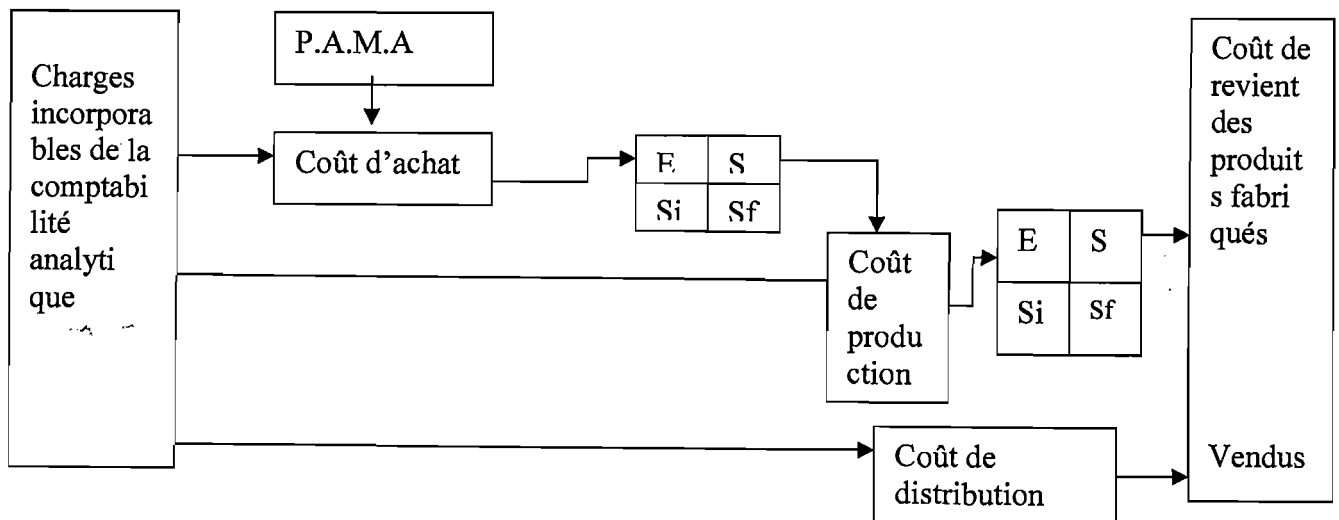 Charges
incorpora
bles de la
comptabi
lité
analyti
que
P.A.M.A
Coût d'achat
E S
Si Sf
Coût
de
produ
ction
E S
Si Sf
Coût de
distribution
Coût de
revient
des
produit
s fabri
qués
Vendus